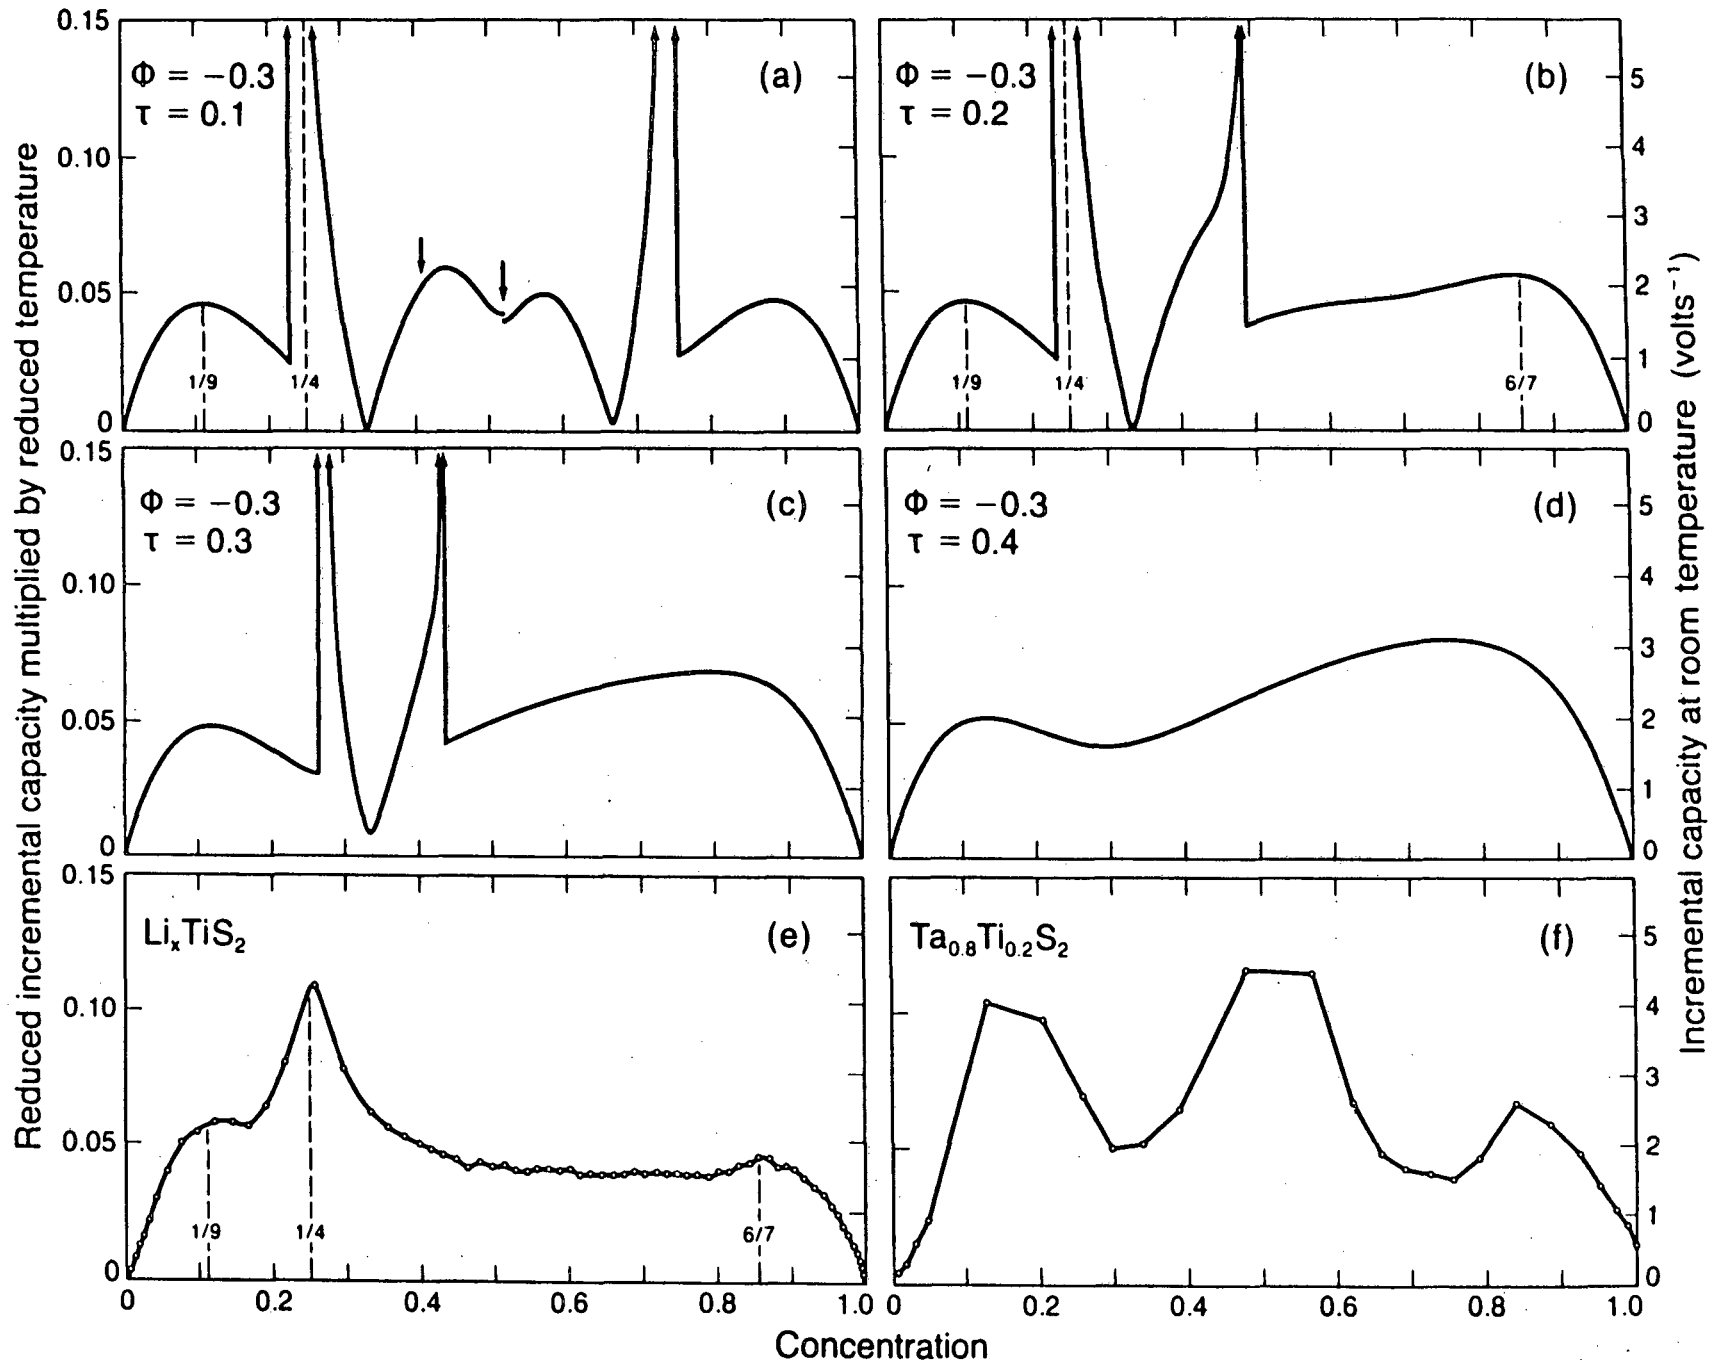 Reduced incremental capacity multiplied by reduced temperature
0.15
0.10
0.05
0
Φ = −0.3
τ = 0.1
(a)
1/9
1/4
Φ = −0.3
τ = 0.2
(b)
1/9
1/4
6/7
5
4
3
2
1
0
0.15
0.10
0.05
0
Φ = −0.3
τ = 0.3
(c)
Φ = −0.3
τ = 0.4
(d)
5
4
3
2
1
0
0.15
0.10
0.05
0
LiₓTiS₂
(e)
1/9
1/4
6/7
0
0.2
0.4
0.6
0.8
1.0
Ta₀.₈Ti₀.₂S₂
(f)
5
4
3
2
1
0
0
0.2
0.4
0.6
0.8
1.0
Concentration
Incremental capacity at room temperature (volts⁻¹)